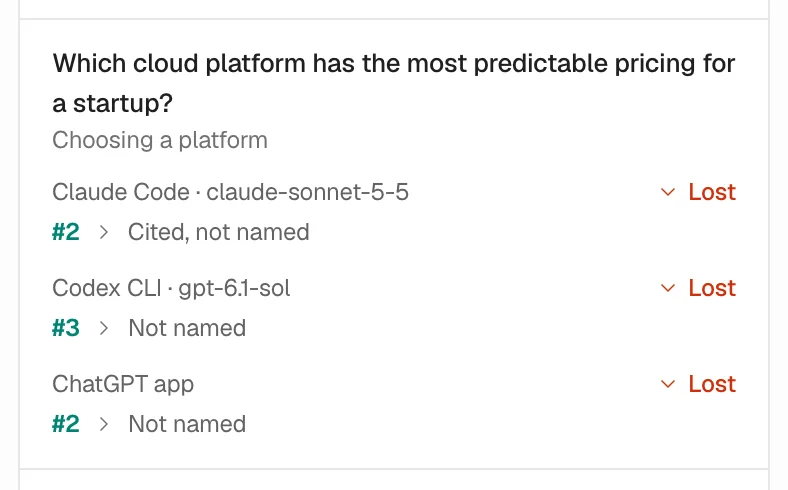 Which cloud platform has the most predictable pricing for
a startup?
Choosing a platform
Claude Code · claude-sonnet-5-5
Lost
#2 > Cited, not named
Codex CLI · gpt-6.1-sol
Lost
#3 > Not named
ChatGPT app
Lost
#2 > Not named